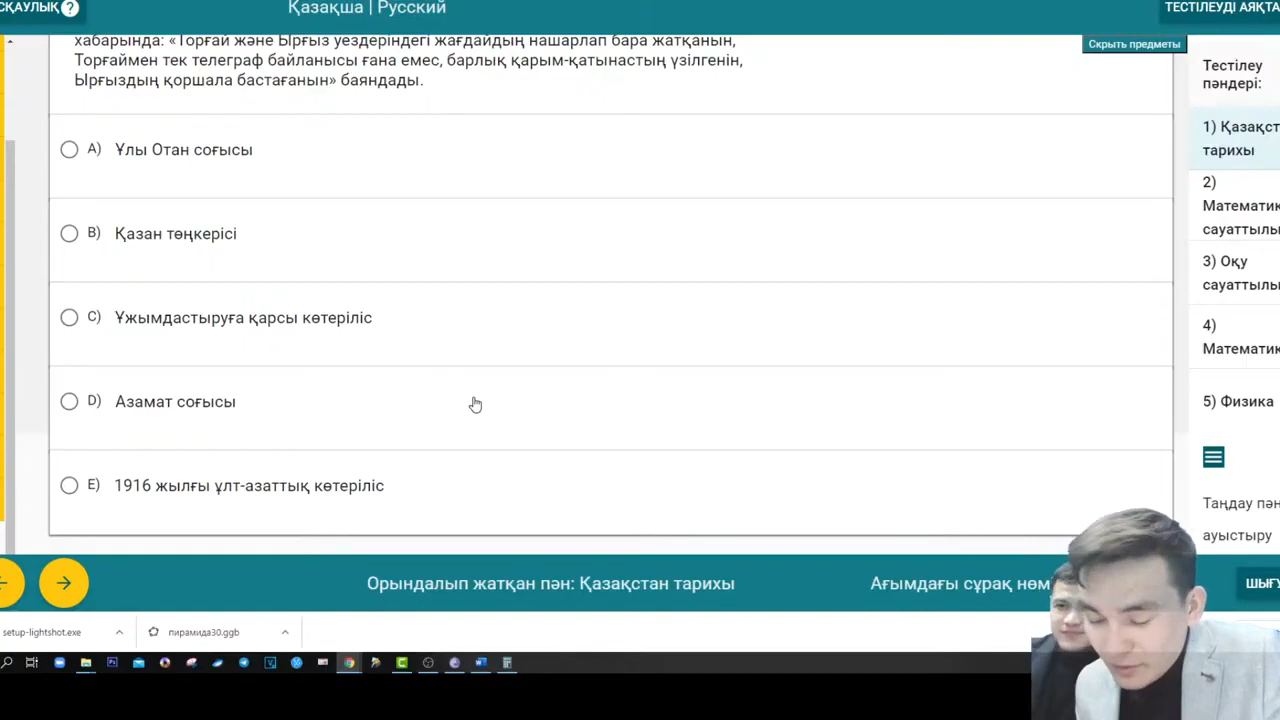 СҚАУЛЫҚ ?
Қазақша | Русский
ТЕСТІЛЕУДІ АЯҚТА
Скрыть предметы
хабарында: «Торғай және Ырғыз уездеріндегі жағдайдың нашарлап бара жатқанын,
Торғаймен тек телеграф байланысы ғана емес, барлық қарым-қатынастың үзілгенін,
Ырғыздың қоршала бастағанын» баяндады.
A) Ұлы Отан соғысы
B) Қазан төңкерісі
C) Ұжымдастыруға қарсы көтеріліс
D) Азамат соғысы
E) 1916 жылғы ұлт-азаттық көтеріліс
Тестілеу
пәндері:
1) Қазақст
тарихы
2)
Математик
сауаттылы
3) Оқу
сауаттылы
4)
Математик
5) Физика
Таңдау пән
ауыстыру
Орындалып жатқан пән: Қазақстан тарихы
Ағымдағы сұрақ нөм
ШЫҒУ
setup-lightshot.exe
пирамида30.ggb